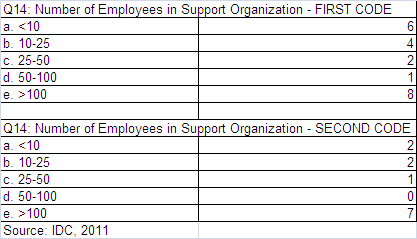 Q14: Number of Employees in Support Organization - FIRST CODE
a. <10 6
b. 10-25 4
c. 25-50 2
d. 50-100 1
e. >100 8
Q14: Number of Employees in Support Organization - SECOND CODE
a. <10 2
b. 10-25 2
c. 25-50 1
d. 50-100 0
e. >100 7
Source: IDC, 2011